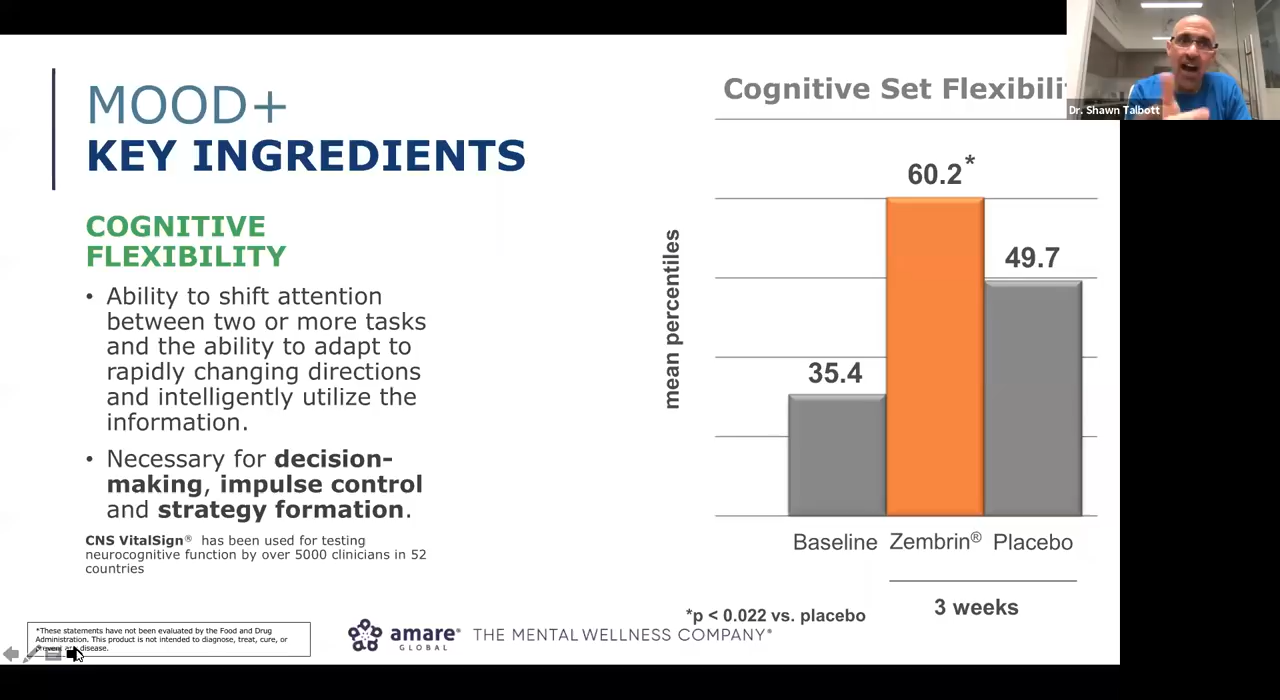 MOOD+
KEY INGREDIENTS
COGNITIVE
FLEXIBILITY
• Ability to shift attention
between two or more tasks
and the ability to adapt to
rapidly changing directions
and intelligently utilize the
information.
• Necessary for decision-
making, impulse control
and strategy formation.
CNS VitalSign® has been used for testing
neurocognitive function by over 5000 clinicians in 52
countries
Cognitive Set Flexibili
Dr. Shawn Talbott
mean percentiles
60.2*
49.7
35.4
Baseline Zembrin® Placebo
3 weeks
*p < 0.022 vs. placebo
*These statements have not been evaluated by the Food and Drug
Administration. This product is not intended to diagnose, treat, cure, or
disease.
amare®
GLOBAL
THE MENTAL WELLNESS COMPANY®